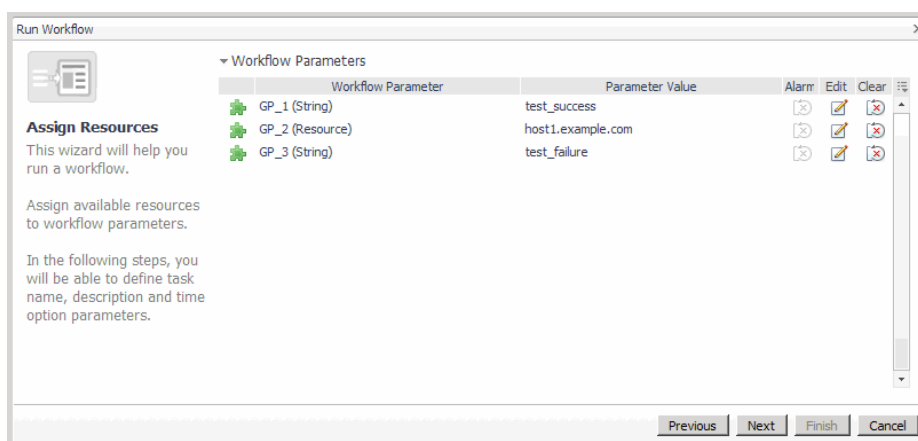 Run Workflow
Workflow Parameters
Workflow Parameter Parameter Value Alarm Edit Clear
GP_1 (String) test_success
GP_2 (Resource) host1.example.com
GP_3 (String) test_failure
Assign Resources
This wizard will help you
run a workflow.
Assign available resources
to workflow parameters.
In the following steps, you
will be able to define task
name, description and time
option parameters.
Previous Next Finish Cancel